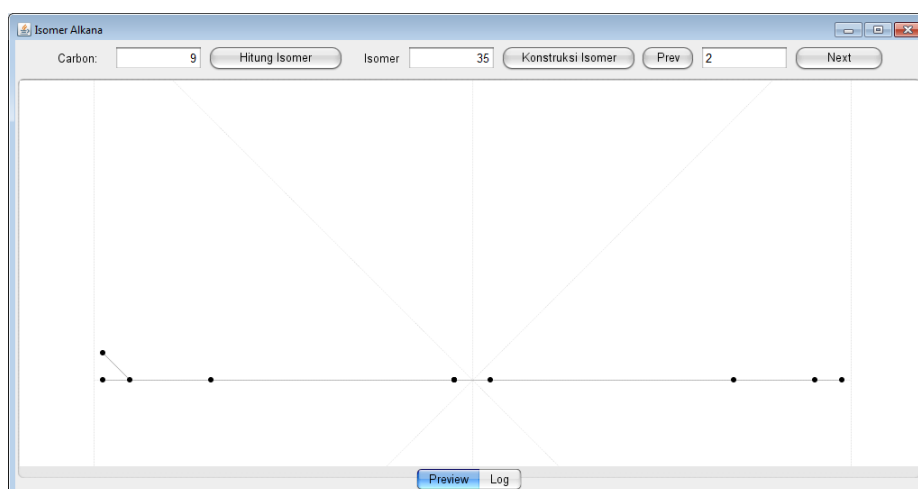 Isomer Alkana
Carbon: 9 Hitung Isomer Isomer 35 Konstruksi Isomer Prev 2 Next
Preview Log